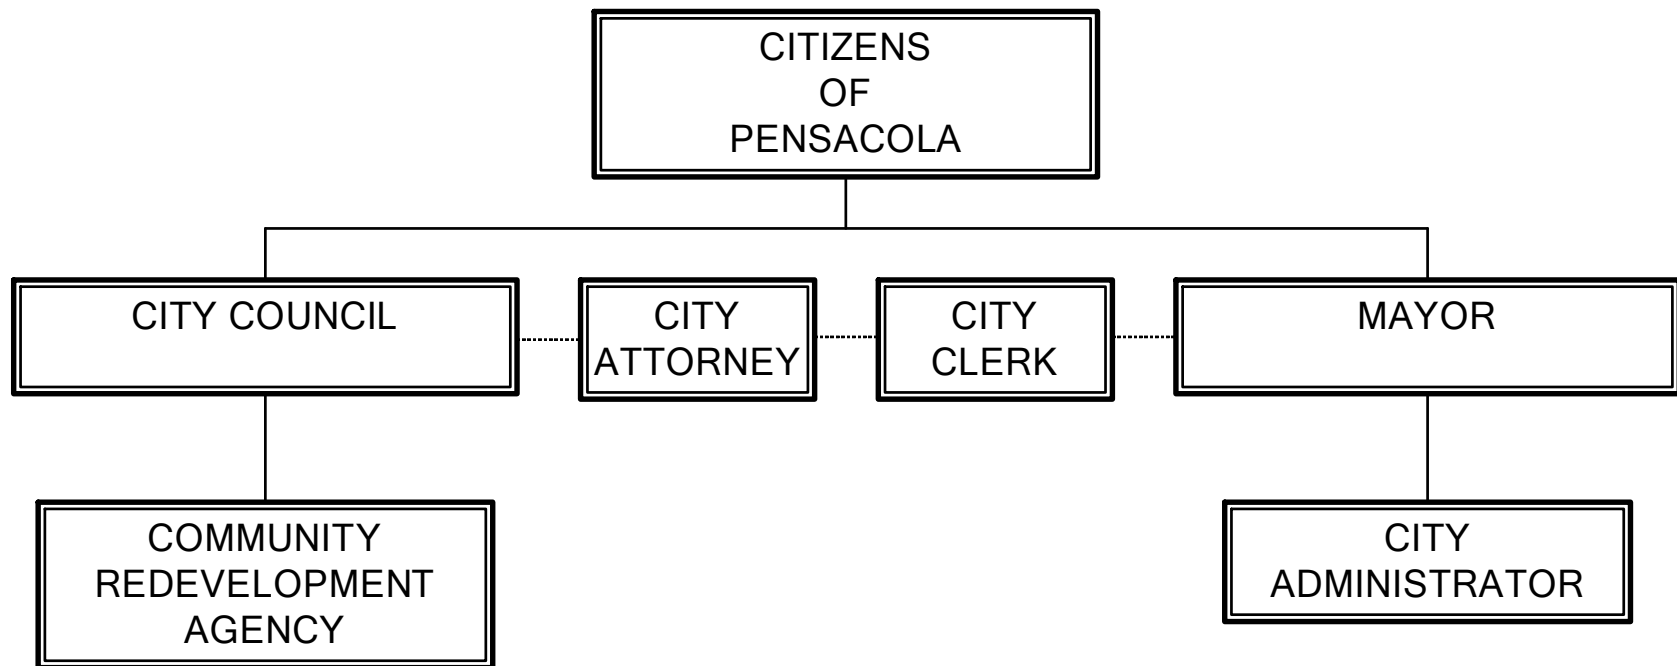 CITIZENS
OF
PENSACOLA
CITY COUNCIL
CITY
ATTORNEY
CITY
CLERK
MAYOR
COMMUNITY
REDEVELOPMENT
AGENCY
CITY
ADMINISTRATOR